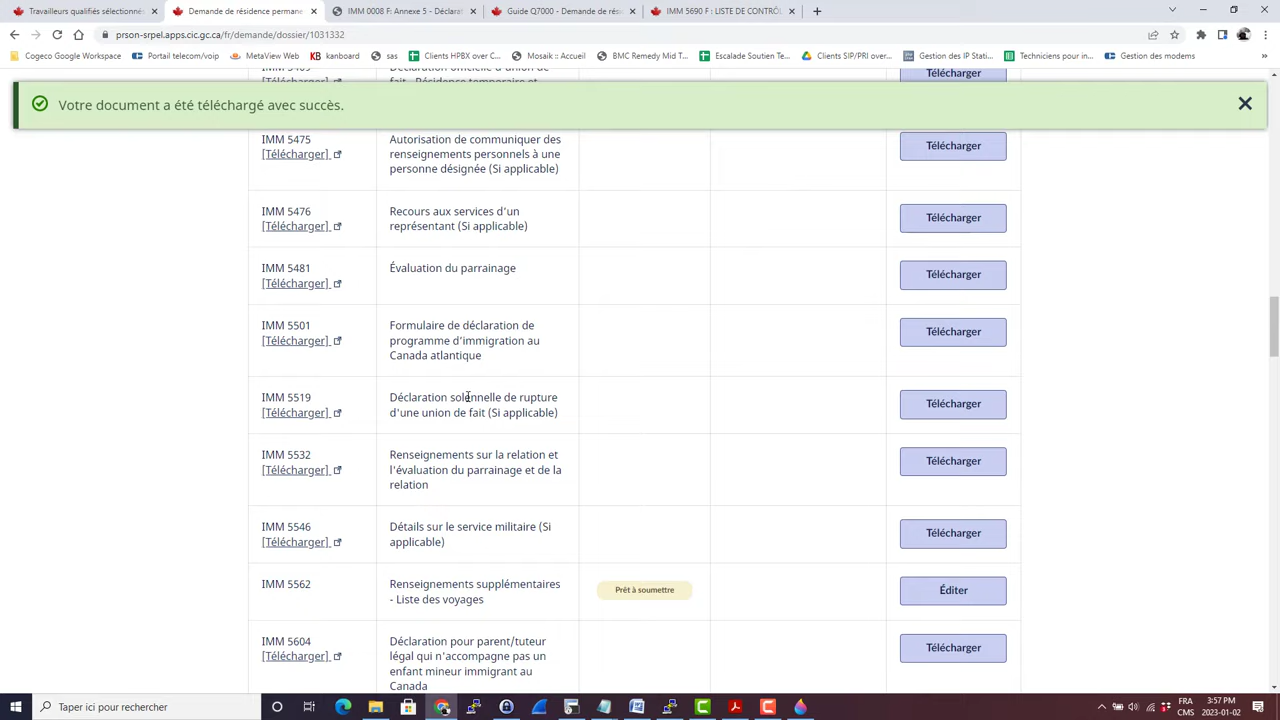 Travailleurs qualifiés sélectionnés
Demande de résidence permanen
IMM 0008 F: Annexe 5 - Déclarat
Guide Q7000 - Demande de rési
IMM 5690 F : LISTE DE CONTRÔL
prson-srpel.apps.cic.gc.ca/fr/demande/dossier/1031332
Cogeco Google Workspace
Portail telecom/voip
MetaView Web
kanboard
sas
Clients HPBX over C...
Mosaik :: Accueil
BMC Remedy Mid T...
Escalade Soutien Te...
Clients SIP/PRI over...
Gestion des IP Stati...
Techniciens pour in...
Gestion des modems
»
Télécharger
Votre document a été téléchargé avec succès.
IMM 5475
[Télécharger]
Autorisation de communiquer des
renseignements personnels à une
personne désignée (Si applicable)
Télécharger
IMM 5476
[Télécharger]
Recours aux services d'un
représentant (Si applicable)
Télécharger
IMM 5481
[Télécharger]
Évaluation du parrainage
Télécharger
IMM 5501
[Télécharger]
Formulaire de déclaration de
programme d'immigration au
Canada atlantique
Télécharger
IMM 5519
[Télécharger]
Déclaration solennelle de rupture
d'une union de fait (Si applicable)
Télécharger
IMM 5532
[Télécharger]
Renseignements sur la relation et
l'évaluation du parrainage et de la
relation
Télécharger
IMM 5546
[Télécharger]
Détails sur le service militaire (Si
applicable)
Télécharger
IMM 5562
Renseignements supplémentaires
- Liste des voyages
Prêt à soumettre
Éditer
IMM 5604
[Télécharger]
Déclaration pour parent/tuteur
légal qui n'accompagne pas un
enfant mineur immigrant au
Canada
Télécharger
Taper ici pour rechercher
FRA
CMS
3:57 PM
2023-01-02